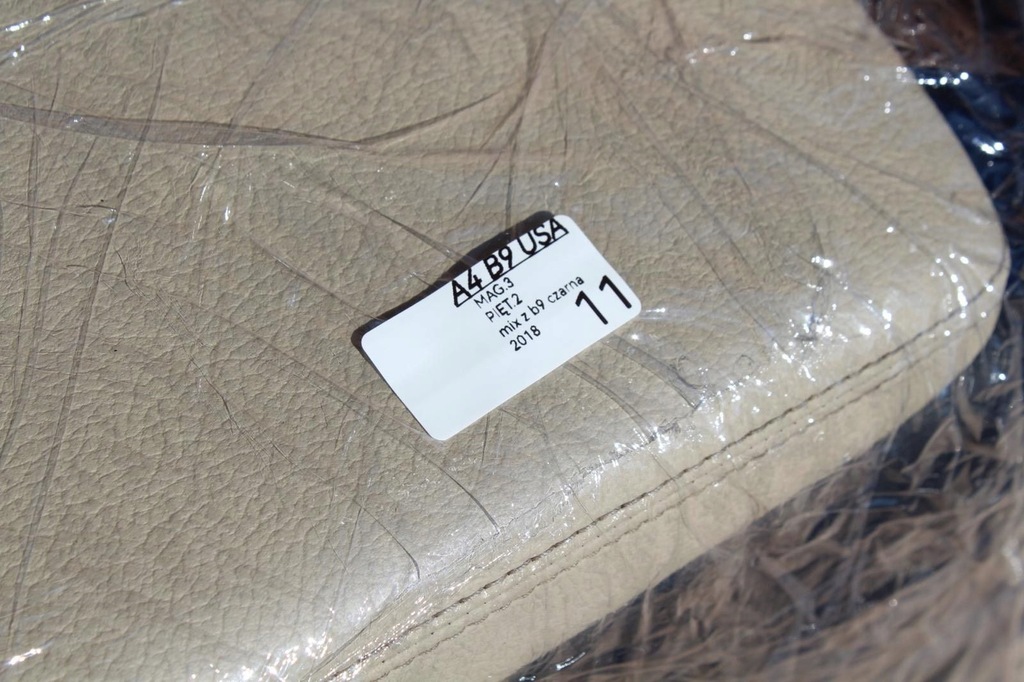 A4 B9 USA
MAG.3
PIĘT.2
mix z b9 czarna
2018
11